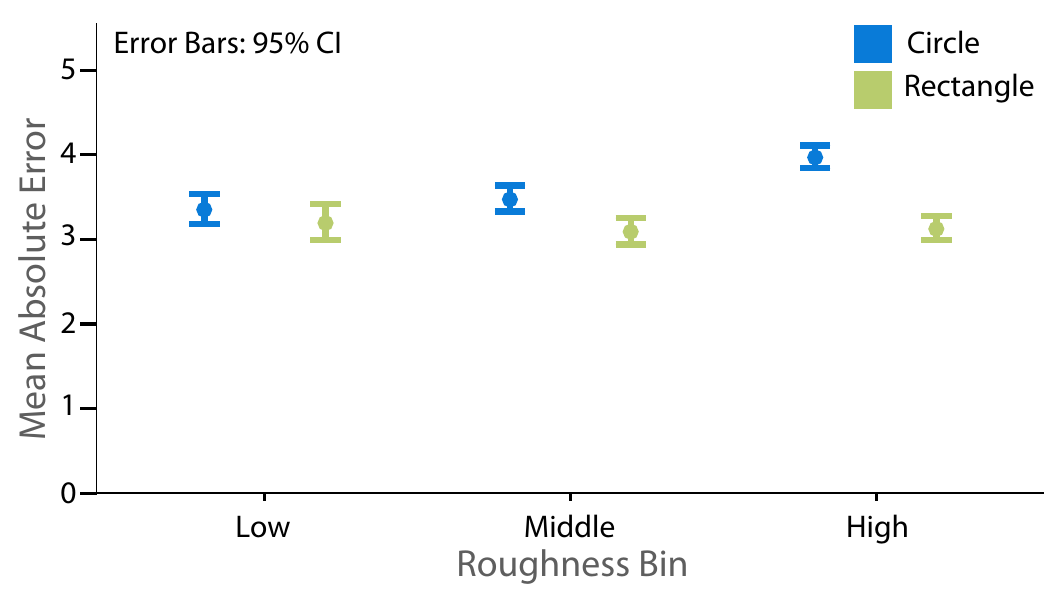 Error Bars: 95% CI
Circle
Rectangle
Mean Absolute Error
5
4
3
2
1
0
Low
Middle
High
Roughness Bin